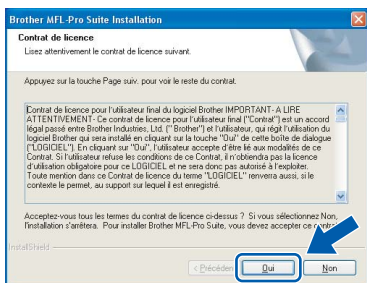 Brother MFL-Pro Suite Installation
Contrat de licence
Lisez attentivement le contrat de licence suivant.
Appuyez sur la touche Page suiv. pour voir le reste du contrat.
Contrat de licence pour l'utilisateur final du logiciel Brother IMPORTANT- A LIRE
ATTENTIVEMENT- Ce contrat de licence pour l'utilisateur final ("Contrat") est un accord
légal passé entre Brother Industries, Ltd. (" Brother") et l'utilisateur, qui régit l'utilisation du
logiciel Brother qui sera installé en cliquant sur la touche "Oui" de cette boîte de dialogue
("LOGICIEL"). En cliquant sur "Oui", l'utilisateur accepte d'être lié aux modalités de ce
Contrat. Si l'utilisateur refuse les conditions de ce Contrat, il n'obtiendra pas la licence
d'utilisation obligatoire pour ce LOGICIEL et ne sera donc pas autorisé à l'exploiter.
Toute mention dans ce Contrat de licence du terme "LOGICIEL" renverra aussi, si le
contexte le permet, au support sur lequel il est enregistré.
Acceptez-vous tous les termes du contrat de licence ci-dessus ? Si vous sélectionnez Non,
l'installation s'arrêtera. Pour installer Brother MFL-Pro Suite, vous devez accepter ce
InstallShield
< Précéden
Oui
Non